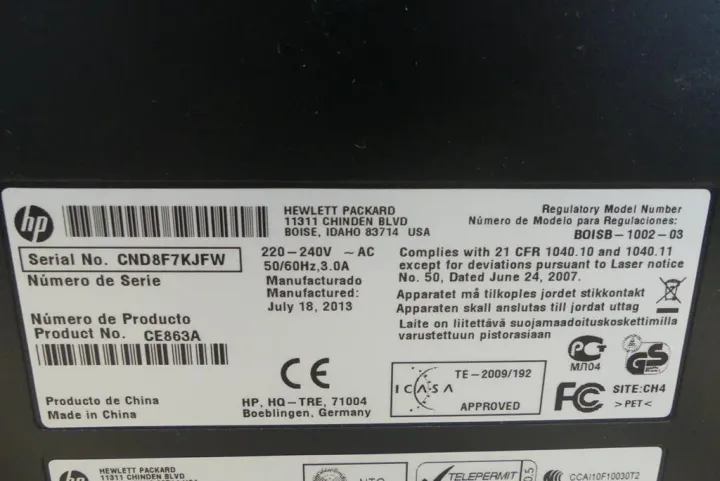 hp
HEWLETT PACKARD
11311 CHINDEN BLVD
BOISE, IDAHO 83714 USA
Regulatory Model Number
Número de Modelo para Regulaciones:
BOISB-1002-03
Serial No. CND8F7KJFW
Número de Serie
220-240V ~ AC
50/60Hz,3.0A
Manufacturado
Manufactured:
July 18, 2013
Complies with 21 CFR 1040.10 and 1040.11
except for deviations pursuant to Laser notice
No. 50, Dated June 24, 2007.
Apparatet må tilkoples jordet stikkontakt
Apparaten skall anslutas till jordat uttag
Laite on liitettävä suojamaadoituskoskettimilla
varustettuun pistorasiaan
Número de Producto
Product No. CE863A
Producto de China
Made in China
CE
HP, HQ-TRE, 71004
Boeblingen, Germany
ICASA
TE-2009/192
APPROVED
МЛ04
GS
FC
SITE:CH4
>PET<
hp
HEWLETT PACKARD
11311 CHINDEN BLVD
TELEPERMIT
CCAI10F10030T2